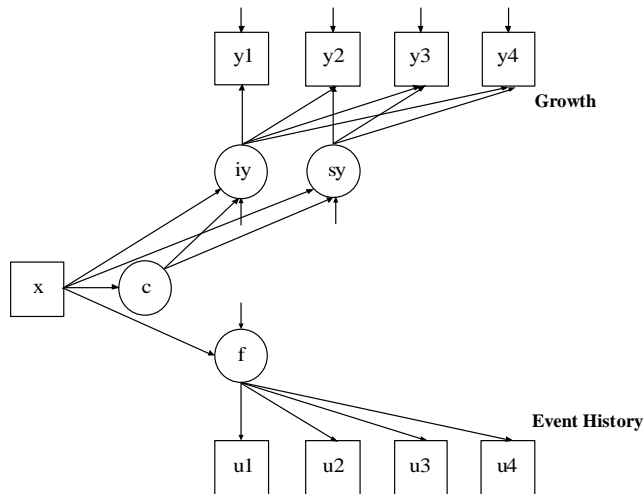 y1 y2 y3 y4
Growth
iy sy
x c
f
Event History
u1 u2 u3 u4